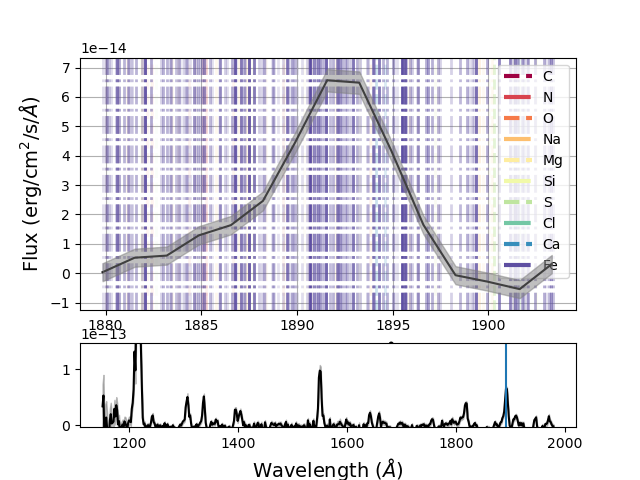 1e−14
Flux (erg/cm²/s/Å)
7
6
5
4
3
2
1
0
−1
C
N
O
Na
Mg
Si
S
Cl
Ca
Fe
1880 1885 1890 1895 1900
1e−13
1
0
1200 1400 1600 1800 2000
Wavelength (Å)